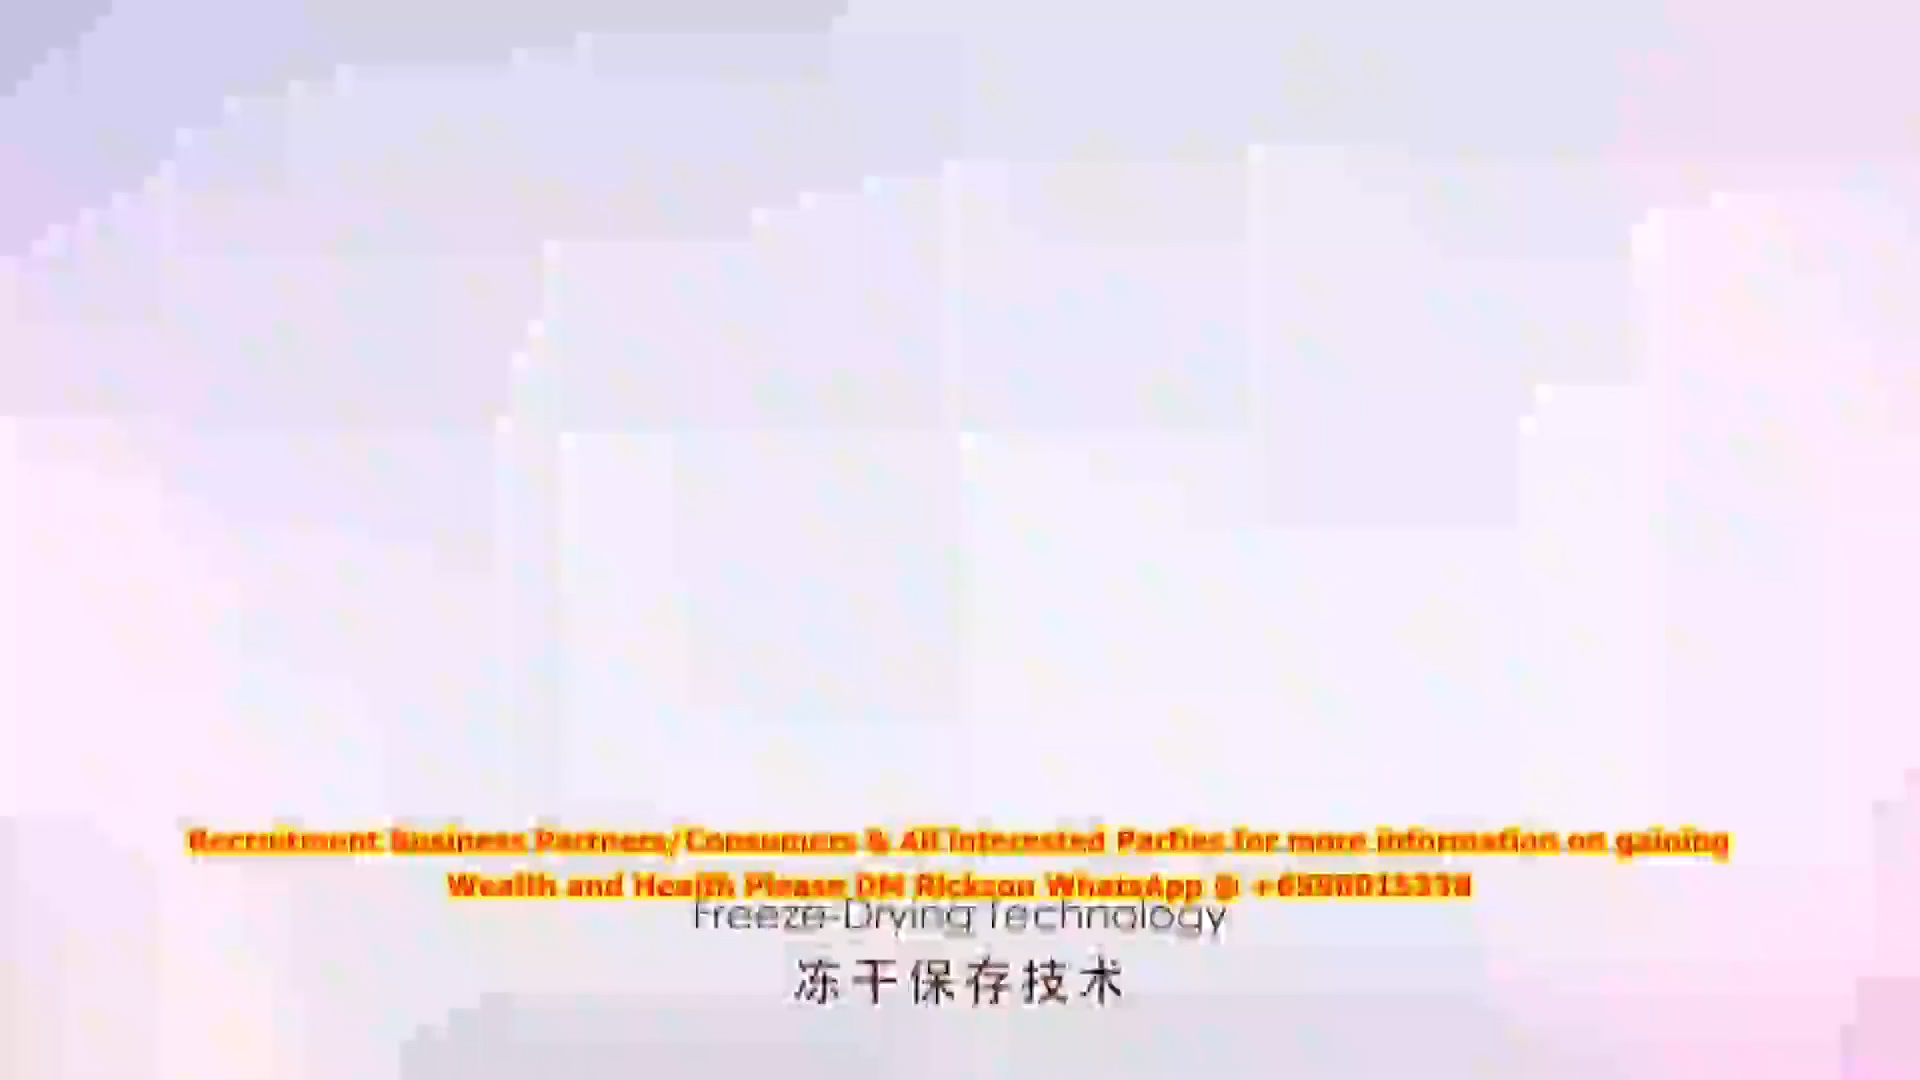 Recruitment Business Partners/Consumers & All Interested Parties for more information on gaining
Wealth and Health Please DM Rickson WhatsApp @
Freeze-Drying Technology
冻干保存技术